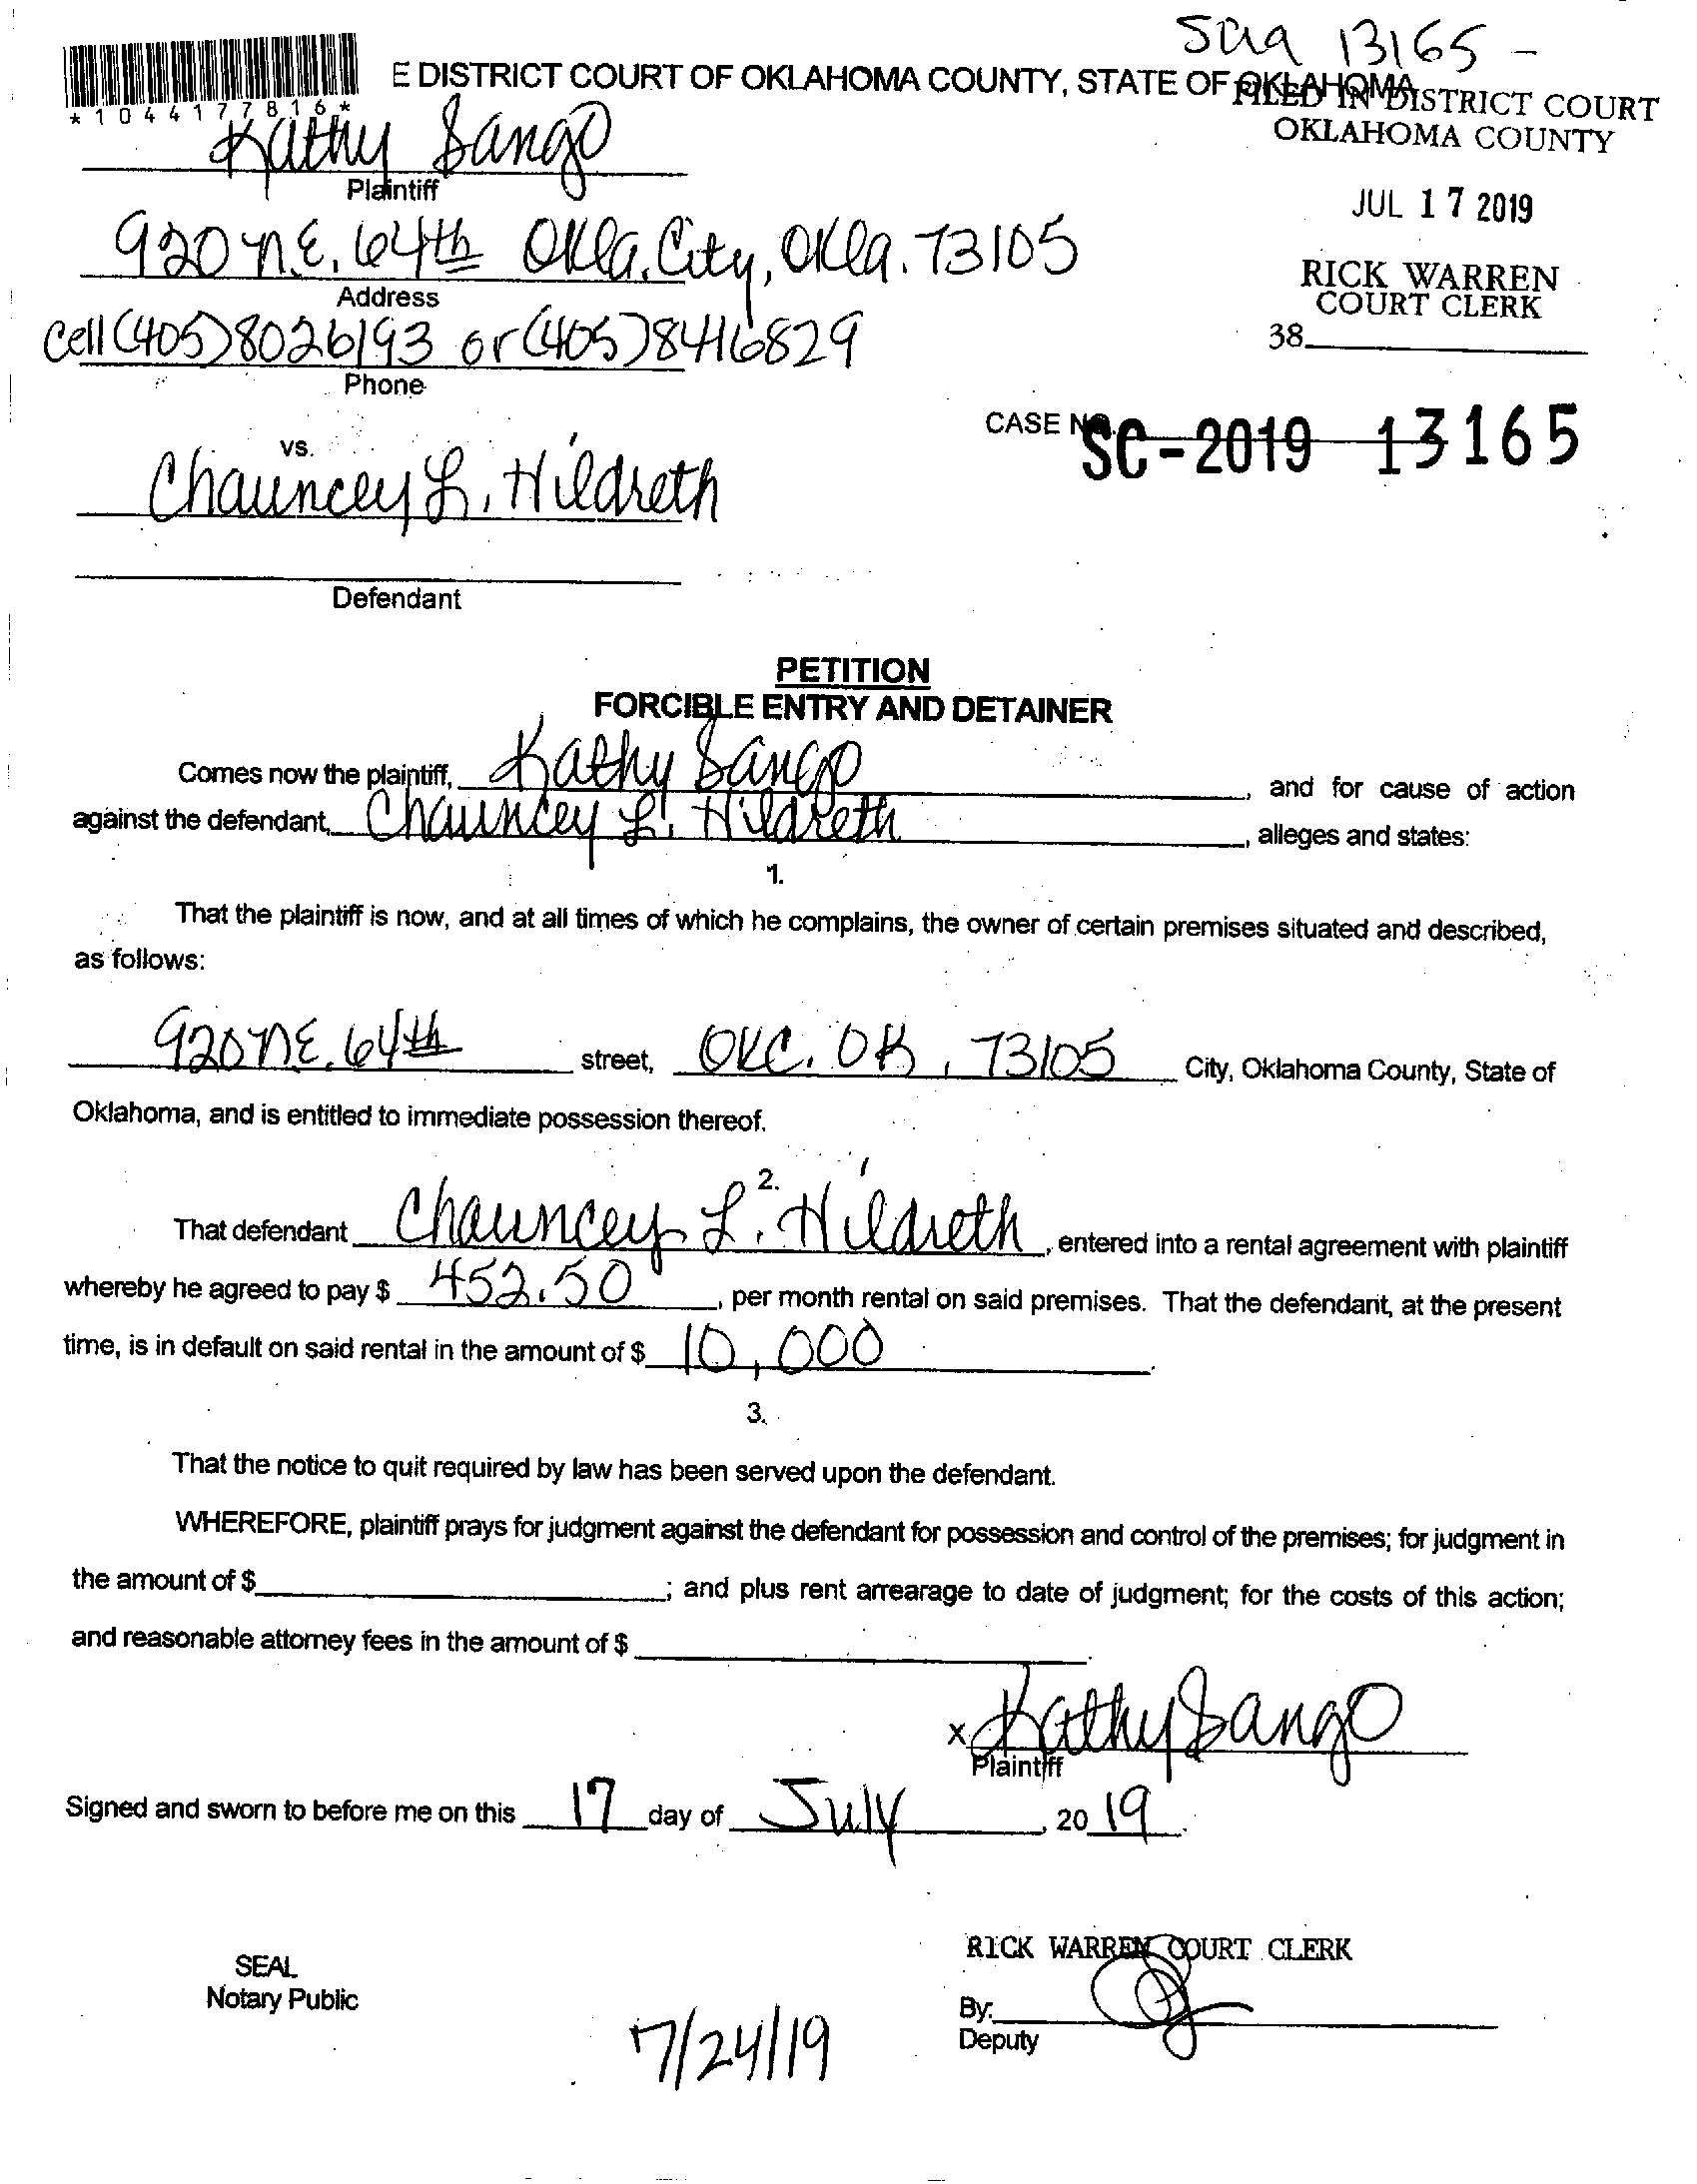 SC19 13165 -
E DISTRICT COURT OF OKLAHOMA COUNTY, STATE OF OKLAHOMA
FILED IN DISTRICT COURT
OKLAHOMA COUNTY
*1044177816*
Kathy Sango
Plaintiff
JUL 17 2019
920 N.E. 64th Okla. City, Okla. 73105
Address
RICK WARREN
COURT CLERK
cell (405) 8026193 or (405) 8416829
38
Phone
CASE NO.
SC-2019 13165
vs.
Chauncey L. Hildreth
Defendant
PETITION
FORCIBLE ENTRY AND DETAINER
Comes now the plaintiff, Kathy Sango, and for cause of action
against the defendant, Chauncey L. Hildreth, alleges and states:
1.
That the plaintiff is now, and at all times of which he complains, the owner of certain premises situated and described,
as follows:
920 N.E. 64th street, OKC. OK, 73105 City, Oklahoma County, State of
Oklahoma, and is entitled to immediate possession thereof.
2.
That defendant Chauncey L. Hildreth, entered into a rental agreement with plaintiff
whereby he agreed to pay $ 452.50, per month rental on said premises. That the defendant, at the present
time, is in default on said rental in the amount of $ 10,000.
3.
That the notice to quit required by law has been served upon the defendant.
WHEREFORE, plaintiff prays for judgment against the defendant for possession and control of the premises; for judgment in
the amount of $; and plus rent arrearage to date of judgment; for the costs of this action;
and reasonable attorney fees in the amount of $.
x Kathy Sango
Plaintiff
Signed and sworn to before me on this 17 day of July, 20 19.
RICK WARREN COURT CLERK
SEAL
Notary Public
By:
Deputy
7/24/19